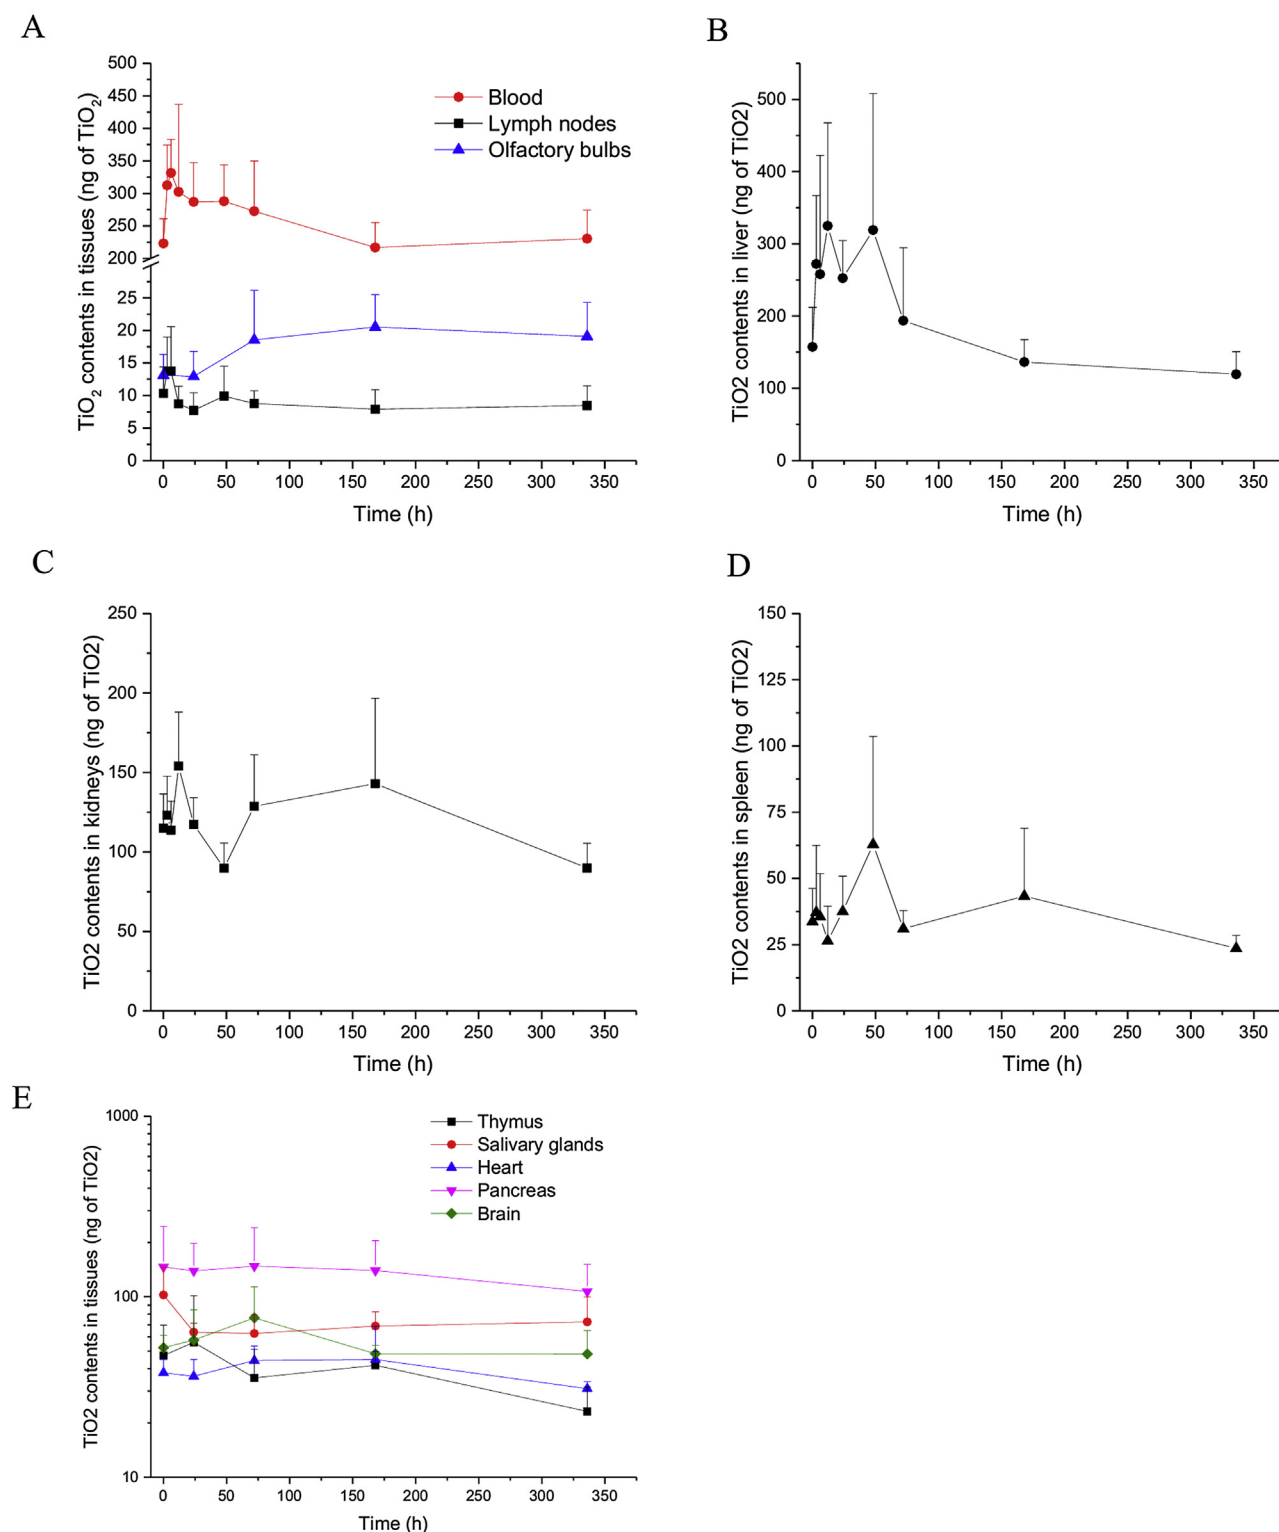 A
TiO2 contents in tissues (ng of TiO2)
500
450
400
350
300
250
200
25
20
15
10
5
0
Blood
Lymph nodes
Olfactory bulbs
0 50 100 150 200 250 300 350
Time (h)
B
TiO2 contents in liver (ng of TiO2)
500
400
300
200
100
0
0 50 100 150 200 250 300 350
Time (h)
C
TiO2 contents in kidneys (ng of TiO2)
250
200
150
100
50
0
0 50 100 150 200 250 300 350
Time (h)
D
TiO2 contents in spleen (ng of TiO2)
150
125
100
75
50
25
0
0 50 100 150 200 250 300 350
Time (h)
E
TiO2 contents in tissues (ng of TiO2)
1000
100
10
Thymus
Salivary glands
Heart
Pancreas
Brain
0 50 100 150 200 250 300 350
Time (h)